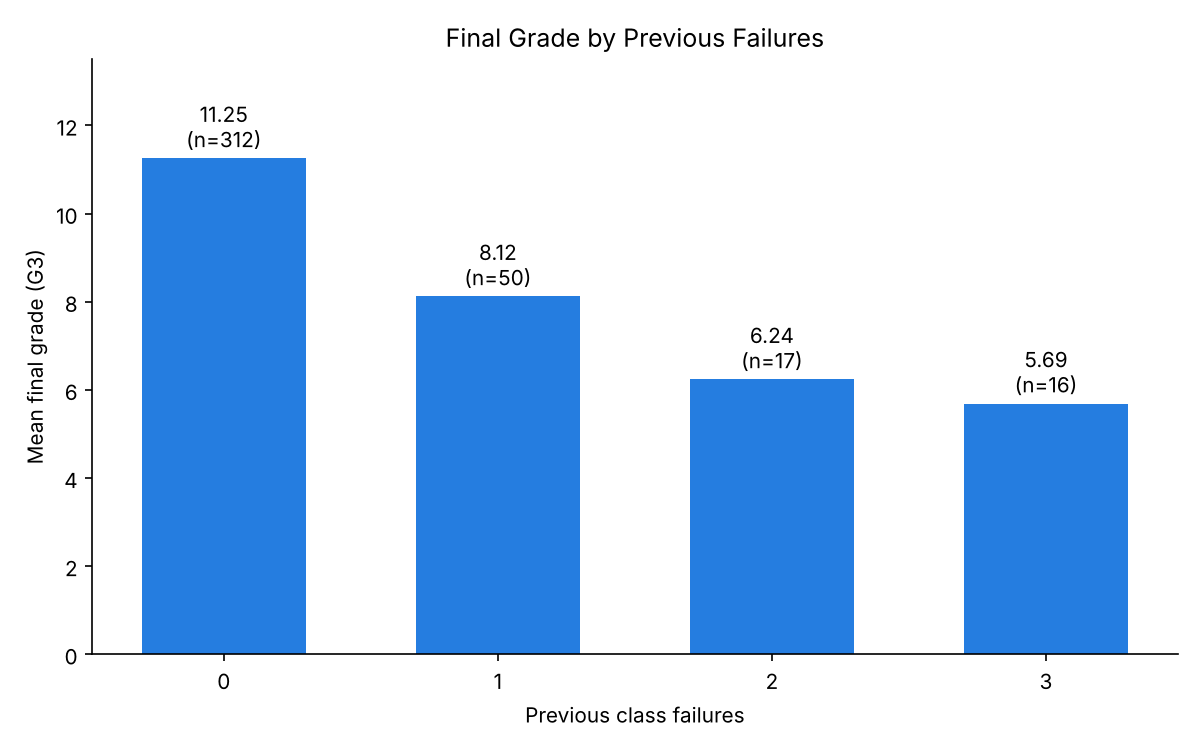 Final Grade by Previous Failures
Mean final grade (G3)
12
10
8
6
4
2
0
11.25
(n=312)
8.12
(n=50)
6.24
(n=17)
5.69
(n=16)
0
1
2
3
Previous class failures